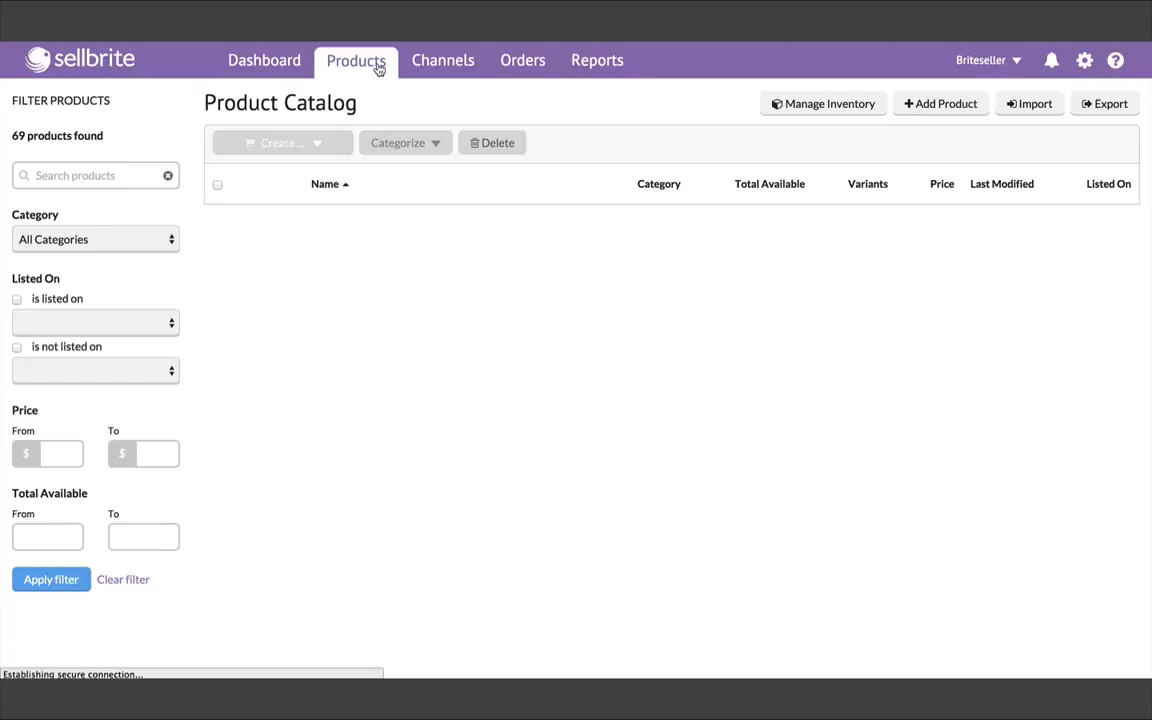 sellbrite
Dashboard Products Channels Orders Reports Briteseller
FILTER PRODUCTS
69 products found
Search products
Category
All Categories
Listed On
is listed on
is not listed on
Price
From To
$ $
Total Available
From To
Apply filter Clear filter
Product Catalog
Manage Inventory +Add Product Import Export
Create ... Categorize Delete
Name Category Total Available Variants Price Last Modified Listed On
Establishing secure connection...